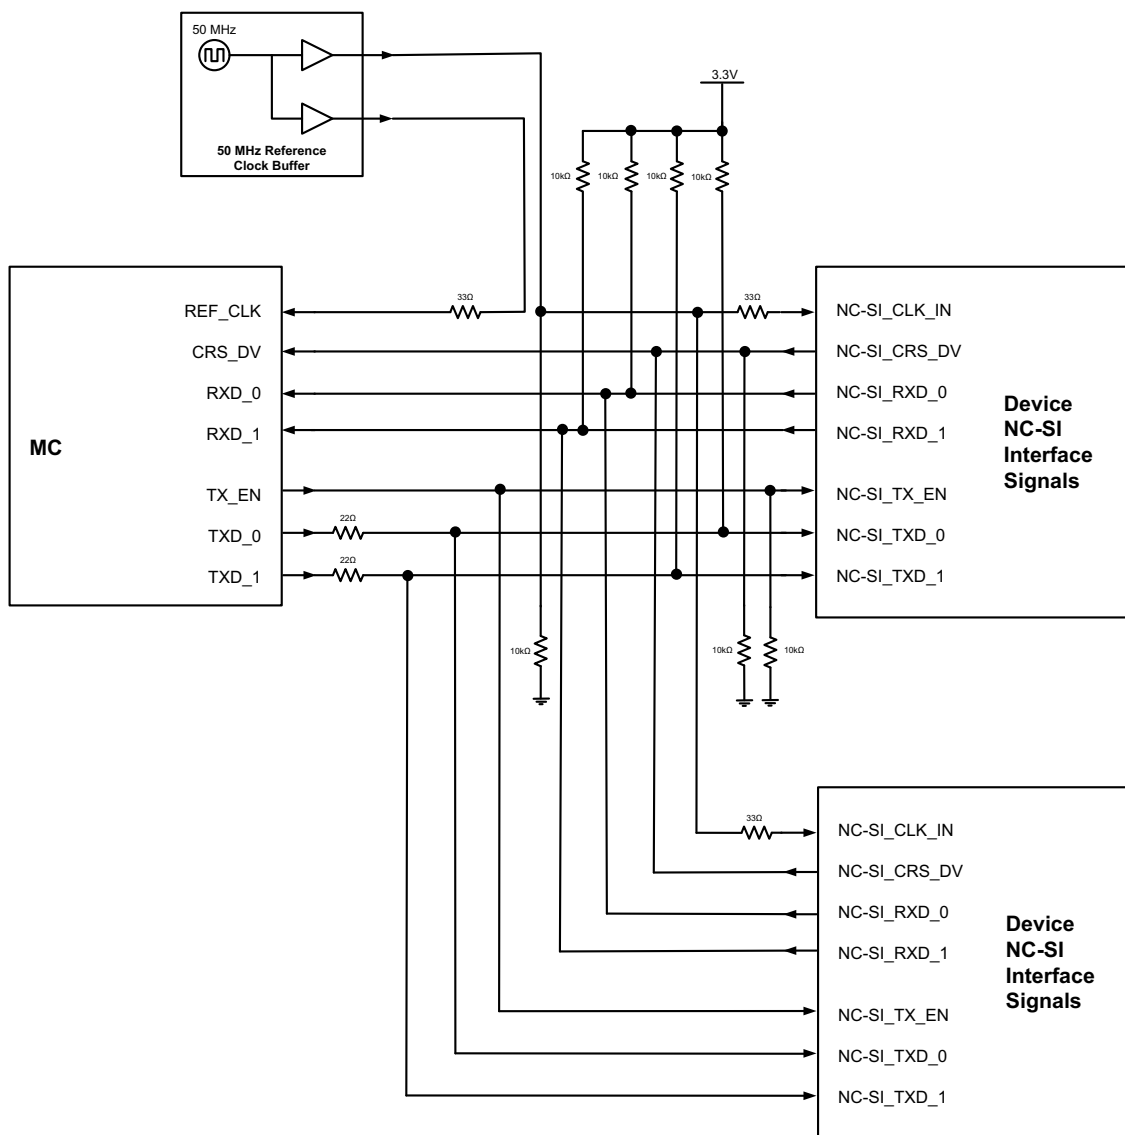 50 MHz
50 MHz Reference
Clock Buffer
3.3V
10kΩ
10kΩ
10kΩ
10kΩ
MC
REF_CLK
CRS_DV
RXD_0
RXD_1
TX_EN
TXD_0
TXD_1
33Ω
33Ω
22Ω
22Ω
NC-SI_CLK_IN
NC-SI_CRS_DV
NC-SI_RXD_0
NC-SI_RXD_1
NC-SI_TX_EN
NC-SI_TXD_0
NC-SI_TXD_1
Device
NC-SI
Interface
Signals
10kΩ
10kΩ
10kΩ
33Ω
NC-SI_CLK_IN
NC-SI_CRS_DV
NC-SI_RXD_0
NC-SI_RXD_1
NC-SI_TX_EN
NC-SI_TXD_0
NC-SI_TXD_1
Device
NC-SI
Interface
Signals